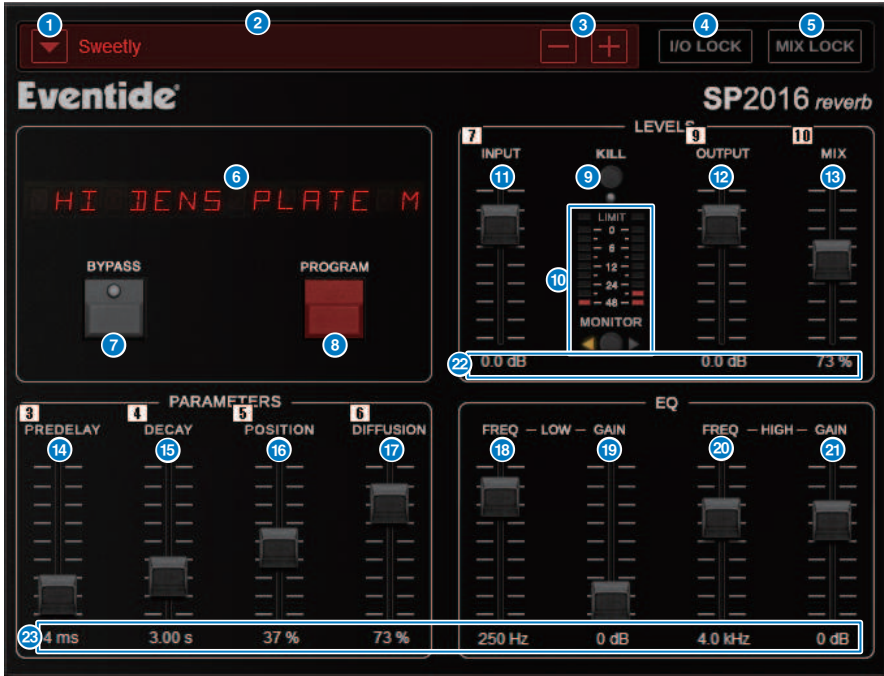 1 2 3 4 5
Sweetly − + I/O LOCK MIX LOCK
Eventide® SP2016 reverb
LEVELS
7 9 10
INPUT KILL OUTPUT MIX
11 9 12 13
6
HI DENS PLATE M
LIMIT
0
6
12
10 24
48
BYPASS PROGRAM
MONITOR
7 8
22 0.0 dB 0.0 dB 73 %
PARAMETERS EQ
3 4 5 6
PREDELAY DECAY POSITION DIFFUSION FREQ – LOW – GAIN FREQ – HIGH – GAIN
14 15 16 17 18 19 20 21
23 4 ms 3.00 s 37 % 73 % 250 Hz 0 dB 4.0 kHz 0 dB